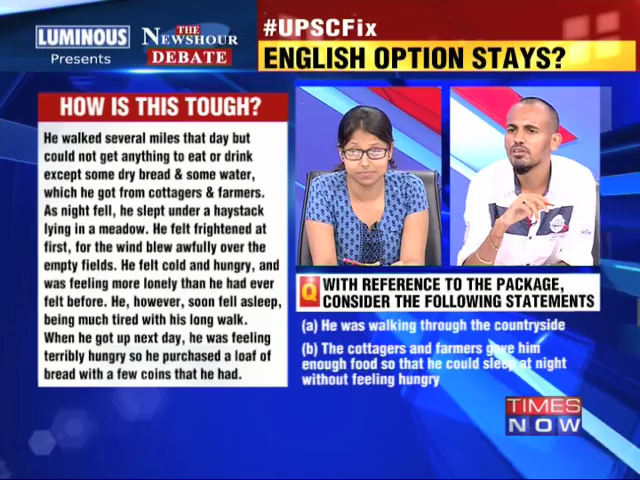 LUMINOUS
Presents
THE
NEWSHOUR
DEBATE
#UPSCFix
ENGLISH OPTION STAYS?
HOW IS THIS TOUGH?
He walked several miles that day but
could not get anything to eat or drink
except some dry bread & some water,
which he got from cottagers & farmers.
As night fell, he slept under a haystack
lying in a meadow. He felt frightened at
first, for the wind blew awfully over the
empty fields. He felt cold and hungry, and
was feeling more lonely than he had ever
felt before. He, however, soon fell asleep,
being much tired with his long walk.
When he got up next day, he was feeling
terribly hungry so he purchased a loaf of
bread with a few coins that he had.
Q WITH REFERENCE TO THE PACKAGE,
CONSIDER THE FOLLOWING STATEMENTS
(a) He was walking through the countryside
(b) The cottagers and farmers gave him
enough food so that he could sleep at night
without feeling hungry
TIMES
NOW